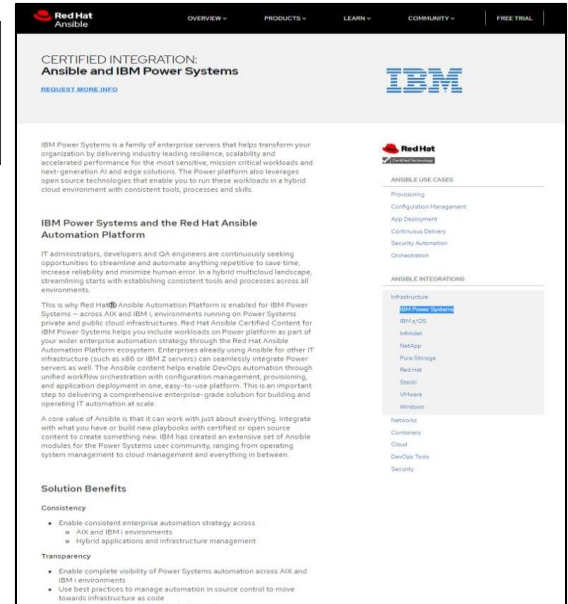 Red Hat
Ansible
OVERVIEW
PRODUCTS
LEARN
COMMUNITY
FREE TRIAL
CERTIFIED INTEGRATION:
Ansible and IBM Power Systems
REQUEST MORE INFO
IBM
IBM Power Systems is a family of enterprise servers that helps transform your
organization by delivering industry leading resilience, scalability and
accelerated performance for the most sensitive, mission critical workloads and
next-generation AI and edge solutions. The Power platform also leverages
open source technologies that enable you to run these workloads in a hybrid
cloud environment with consistent tools, processes and skills.
IBM Power Systems and the Red Hat Ansible
Automation Platform
IT administrators, developers and QA engineers are continuously seeking
opportunities to streamline and automate anything repetitive to save time,
increase reliability and minimize human error. In a hybrid multicloud landscape,
streamlining starts with establishing consistent tools and processes across all
environments.
This is why Red Hat® Ansible Automation Platform is enabled for IBM Power
Systems – across AIX and IBM i, environments running on Power Systems
private and public cloud infrastructures. Red Hat Ansible Certified Content for
IBM Power Systems helps you include workloads on Power platform as part of
your wider enterprise automation strategy through the Red Hat Ansible
Automation Platform ecosystem. Enterprises already using Ansible for other IT
infrastructure (such as x86 or IBM Z servers) can seamlessly integrate Power
servers as well. The Ansible content helps enable DevOps automation through
unified workflow orchestration with configuration management, provisioning,
and application deployment in one, easy-to-use platform. This is an important
step to delivering a comprehensive enterprise-grade solution for building and
operating IT automation at scale.
A core value of Ansible is that it can work with just about everything. Integrate
with what you have or build new playbooks with certified or open source
content to create something new. IBM has created an extensive set of Ansible
modules for the Power Systems user community, ranging from operating
system management to cloud management and everything in between.
Solution Benefits
Consistency
• Enable consistent enterprise automation strategy across
o AIX and IBM i environments
o Hybrid applications and infrastructure management
Transparency
• Enable complete visibility of Power Systems automation across AIX and
IBM i environments
• Use best practices to manage automation in source control to move
towards infrastructure as code
Red Hat
Certified Technology
ANSIBLE USE CASES
Provisioning
Configuration Management
App Deployment
Continuous Delivery
Security Automation
Orchestration
ANSIBLE INTEGRATIONS
Infrastructure
IBM Power Systems
IBM z/OS
Infinidat
NetApp
Pure Storage
Red Hat
Stacki
VMware
Windows
Networks
Containers
Cloud
DevOps Tools
Security